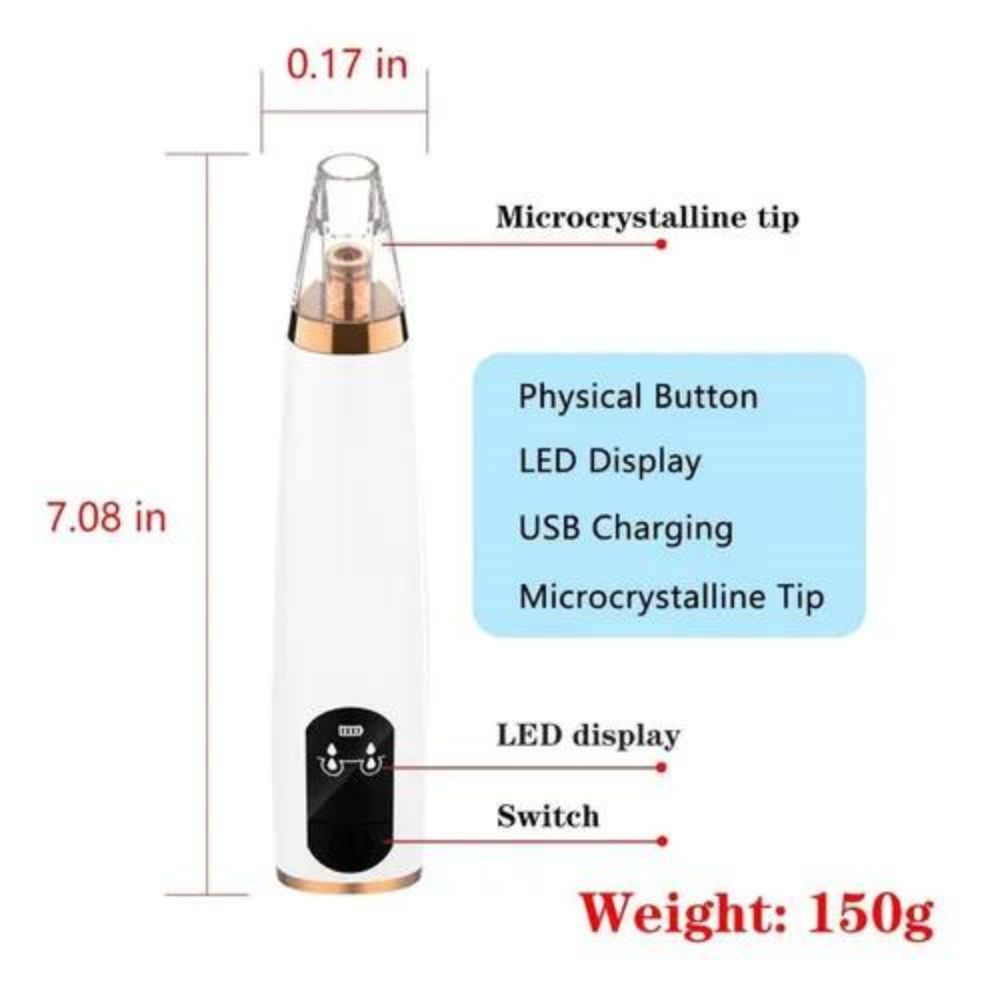 0.17 in
Microcrystalline tip
Physical Button
LED Display
USB Charging
Microcrystalline Tip
7.08 in
LED display
Switch
Weight: 150g